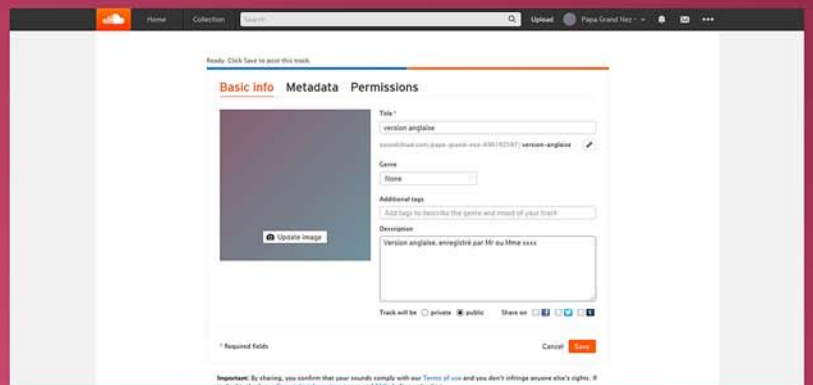 Home Collection Search Upload Papa Grand Nez
Ready. Click Save to post this track.
Basic info Metadata Permissions
Title *
version anglaise
version-anglaise
Genre
None
Additional tags
Add tags to describe the genre and mood of your track
Update image
Description
Version anglaise, enregistré par Mr ou Mme xxxx
Track will be private public Share on
* Required fields
Cancel Save
Important: By sharing, you confirm that your sounds comply with our Terms of use and you don't infringe anyone else's rights. If